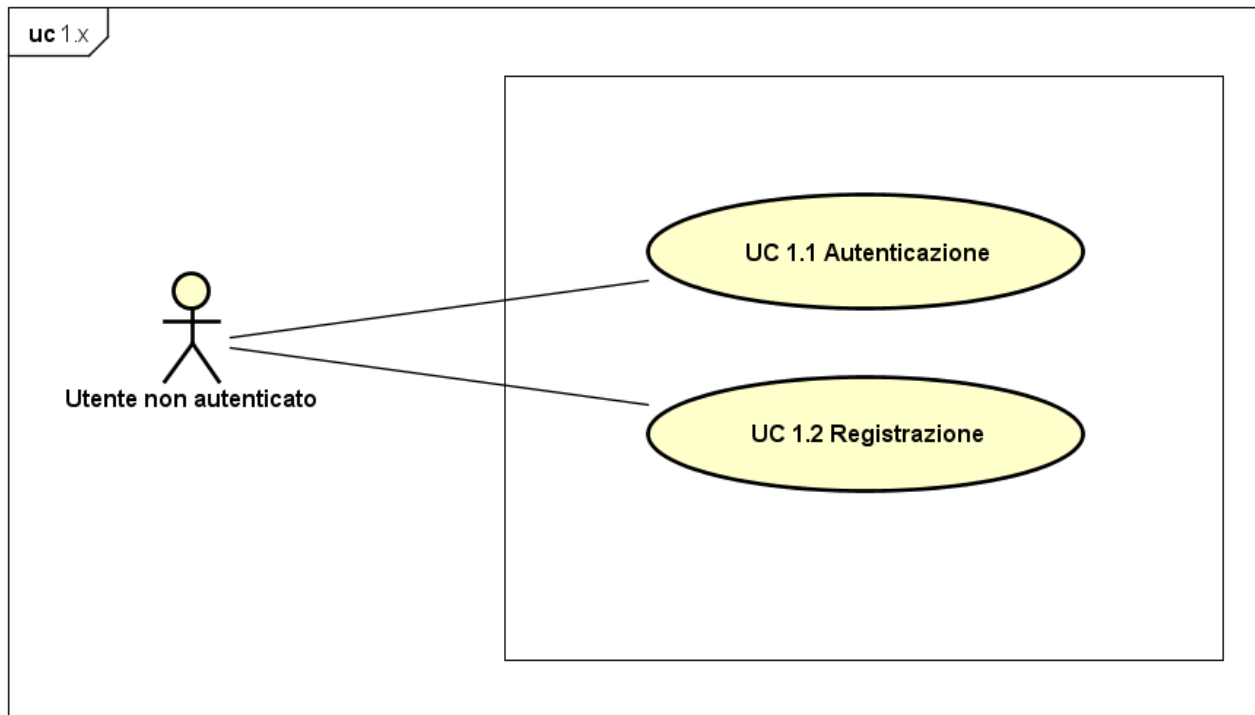 uc 1.x
UC 1.1 Autenticazione
Utente non autenticato
UC 1.2 Registrazione